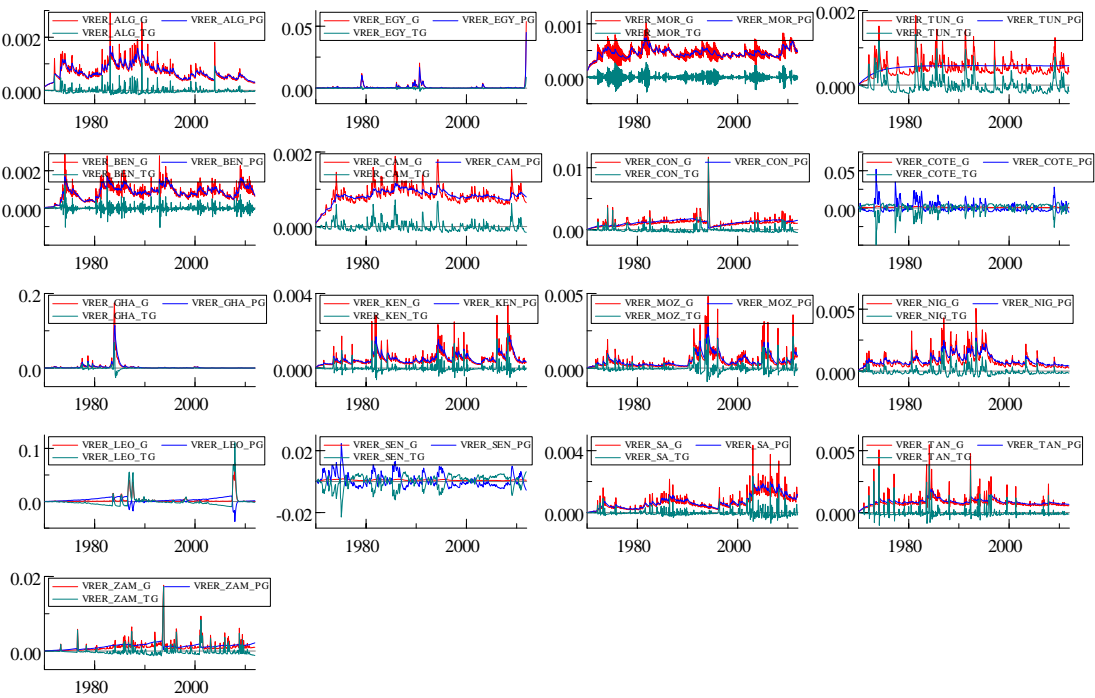 VRER_ALG_G VRER_ALG_PG
VRER_ALG_TG
0.002
0.000
1980 2000
VRER_EGY_G VRER_EGY_PG
VRER_EGY_TG
0.05
0.00
1980 2000
VRER_MOR_G VRER_MOR_PG
VRER_MOR_TG
0.001
0.000
1980 2000
VRER_TUN_G VRER_TUN_PG
VRER_TUN_TG
0.002
0.000
1980 2000
VRER_BEN_G VRER_BEN_PG
VRER_BEN_TG
0.002
0.000
1980 2000
VRER_CAM_G VRER_CAM_PG
VRER_CAM_TG
0.002
0.000
1980 2000
VRER_CON_G VRER_CON_PG
VRER_CON_TG
0.01
0.00
1980 2000
VRER_COTE_G VRER_COTE_PG
VRER_COTE_TG
0.05
0.00
1980 2000
VRER_GHA_G VRER_GHA_PG
VRER_GHA_TG
0.2
0.0
1980 2000
VRER_KEN_G VRER_KEN_PG
VRER_KEN_TG
0.004
0.000
1980 2000
VRER_MOZ_G VRER_MOZ_PG
VRER_MOZ_TG
0.005
0.000
1980 2000
VRER_NIG_G VRER_NIG_PG
VRER_NIG_TG
0.005
0.000
1980 2000
VRER_LEO_G VRER_LEO_PG
VRER_LEO_TG
0.1
0.0
1980 2000
VRER_SEN_G VRER_SEN_PG
VRER_SEN_TG
0.02
-0.02
1980 2000
VRER_SA_G VRER_SA_PG
VRER_SA_TG
0.004
0.000
1980 2000
VRER_TAN_G VRER_TAN_PG
VRER_TAN_TG
0.005
0.000
1980 2000
VRER_ZAM_G VRER_ZAM_PG
VRER_ZAM_TG
0.02
0.00
1980 2000